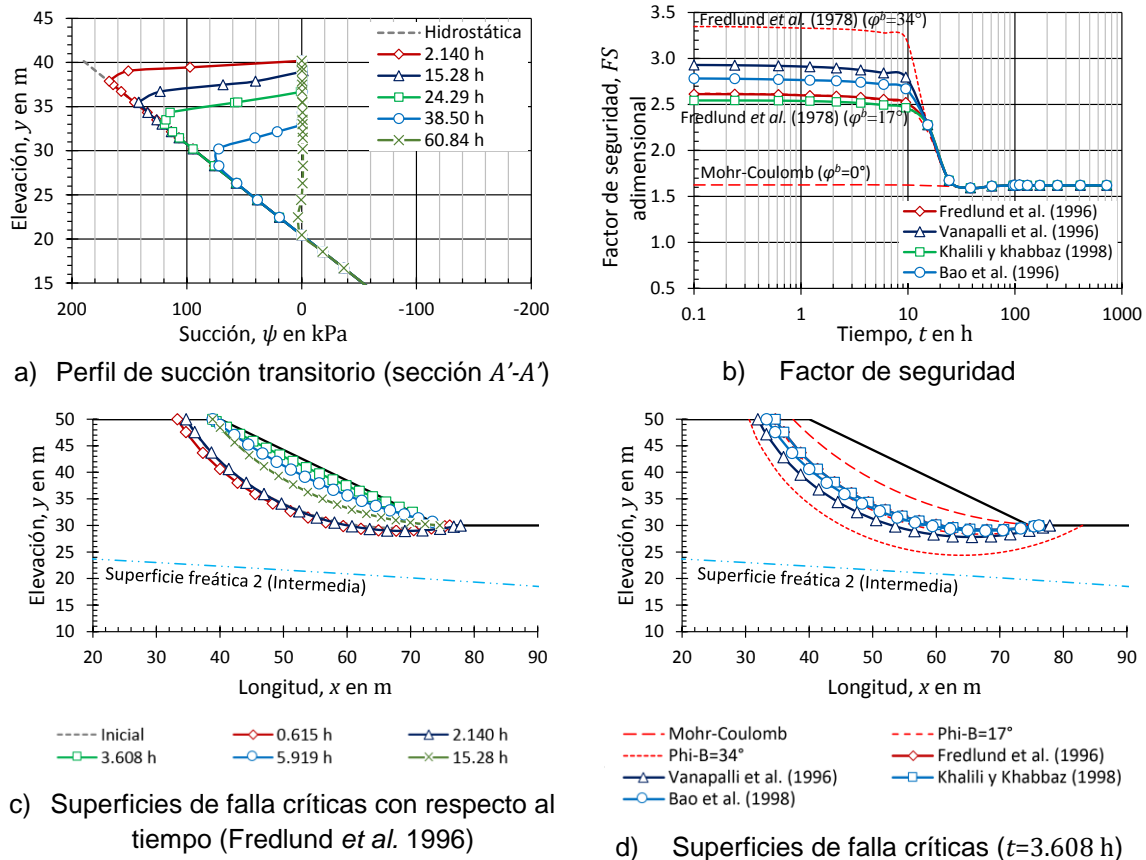 Elevación, y en m
45
40
35
30
25
20
15
200
100
0
-100
-200
Succión, ψ en kPa
Hidrostática
2.140 h
15.28 h
24.29 h
38.50 h
60.84 h
a) Perfil de succión transitorio (sección A’-A’)
Factor de seguridad, FS
adimensional
3.5
3.0
2.5
2.0
1.5
1.0
0.5
0.1
1
10
100
1000
Tiempo, t en h
Fredlund et al. (1978) (φᵇ=34°)
Fredlund et al. (1978) (φᵇ=17°)
Mohr-Coulomb (φᵇ=0°)
Fredlund et al. (1996)
Vanapalli et al. (1996)
Khalili y khabbaz (1998)
Bao et al. (1996)
b) Factor de seguridad
Elevación, y en m
50
45
40
35
30
25
20
15
10
20
30
40
50
60
70
80
90
Longitud, x en m
Superficie freática 2 (Intermedia)
Inicial
0.615 h
2.140 h
3.608 h
5.919 h
15.28 h
c) Superficies de falla críticas con respecto al
tiempo (Fredlund et al. 1996)
Elevación, y en m
50
45
40
35
30
25
20
15
10
20
30
40
50
60
70
80
90
Longitud, x en m
Superficie freática 2 (Intermedia)
Mohr-Coulomb
Phi-B=17°
Phi-B=34°
Fredlund et al. (1996)
Vanapalli et al. (1996)
Khalili y Khabbaz (1998)
Bao et al. (1998)
d) Superficies de falla críticas (t=3.608 h)